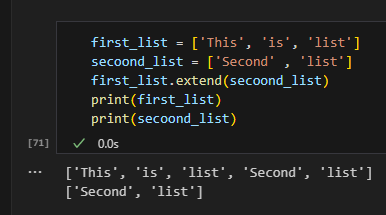 first_list = ['This', 'is', 'list']
secoond_list = ['Second' , 'list']
first_list.extend(secoond_list)
print(first_list)
print(secoond_list)
[71] ✓ 0.0s
... ['This', 'is', 'list', 'Second', 'list']
['Second', 'list']